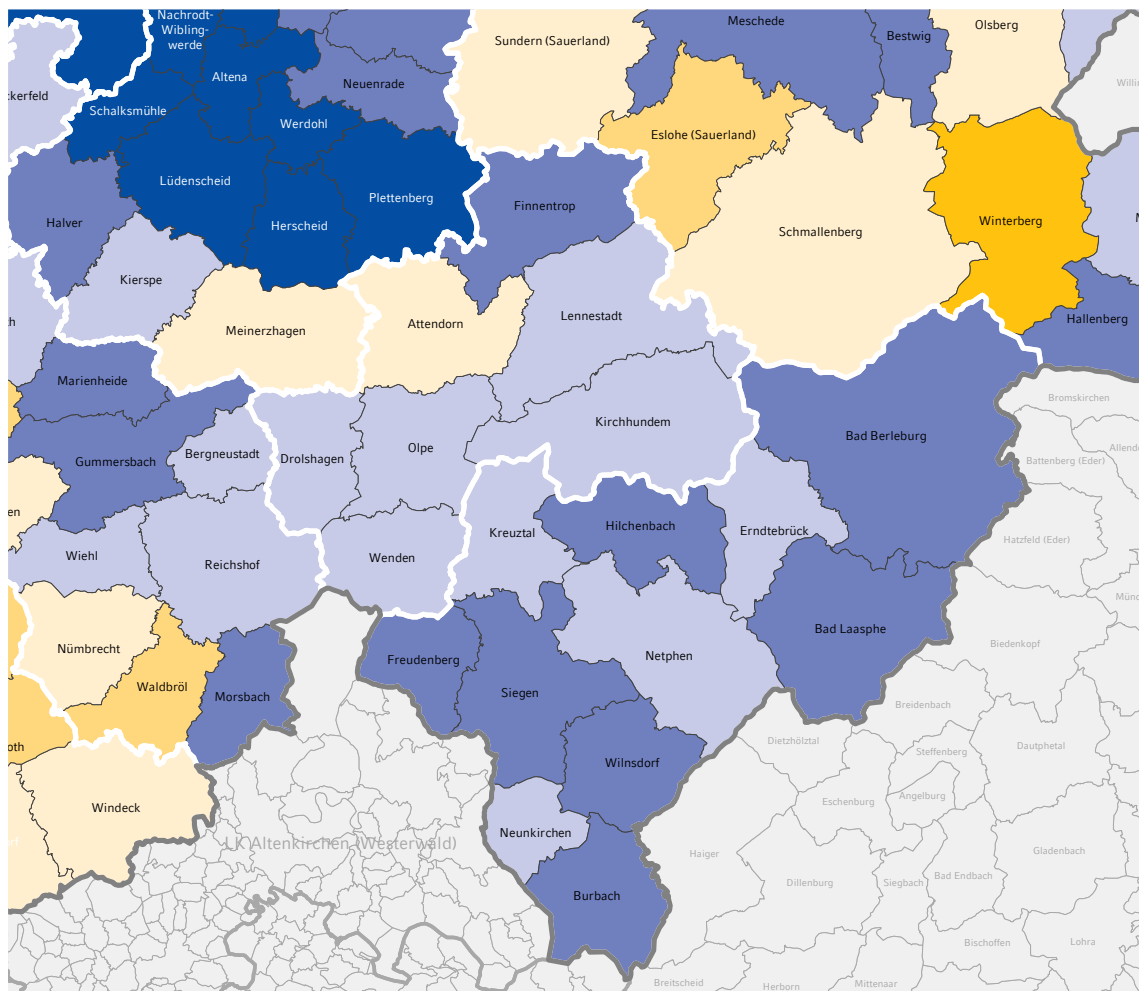 Nachrodt-
Wibling-
werde
Meschede
Olsberg
Bestwig
Sundern (Sauerland)
Altena
Neuenrade
ckerfeld
Schalksmühle
Werdohl
Eslohe (Sauerland)
Lüdenscheid
Plettenberg
Finnentrop
Halver
Herscheid
Schmallenberg
Winterberg
Kierspe
Meinerzhagen
Attendorn
Lennestadt
Hallenberg
Marienheide
Bromskirchen
Kirchhundem
Bad Berleburg
Olpe
Bergneustadt
Drolshagen
Gummersbach
Battenberg (Eder)
Hilchenbach
Erndtebrück
Kreuztal
Hatzfeld (Eder)
Wiehl
Reichshof
Wenden
Bad Laasphe
Biedenkopf
Nümbrecht
Netphen
Freudenberg
Waldbröl
Morsbach
Siegen
Breidenbach
Dietzhölztal
Steffenberg
Dautphetal
Wilnsdorf
Angelburg
Eschenburg
Windeck
Neunkirchen
LK Altenkirchen (Westerwald)
Haiger
Gladenbach
Dillenburg
Siegbach
Bad Endbach
Burbach
Bischoffen
Lohra
Breitscheid
Herborn
Mittenaar